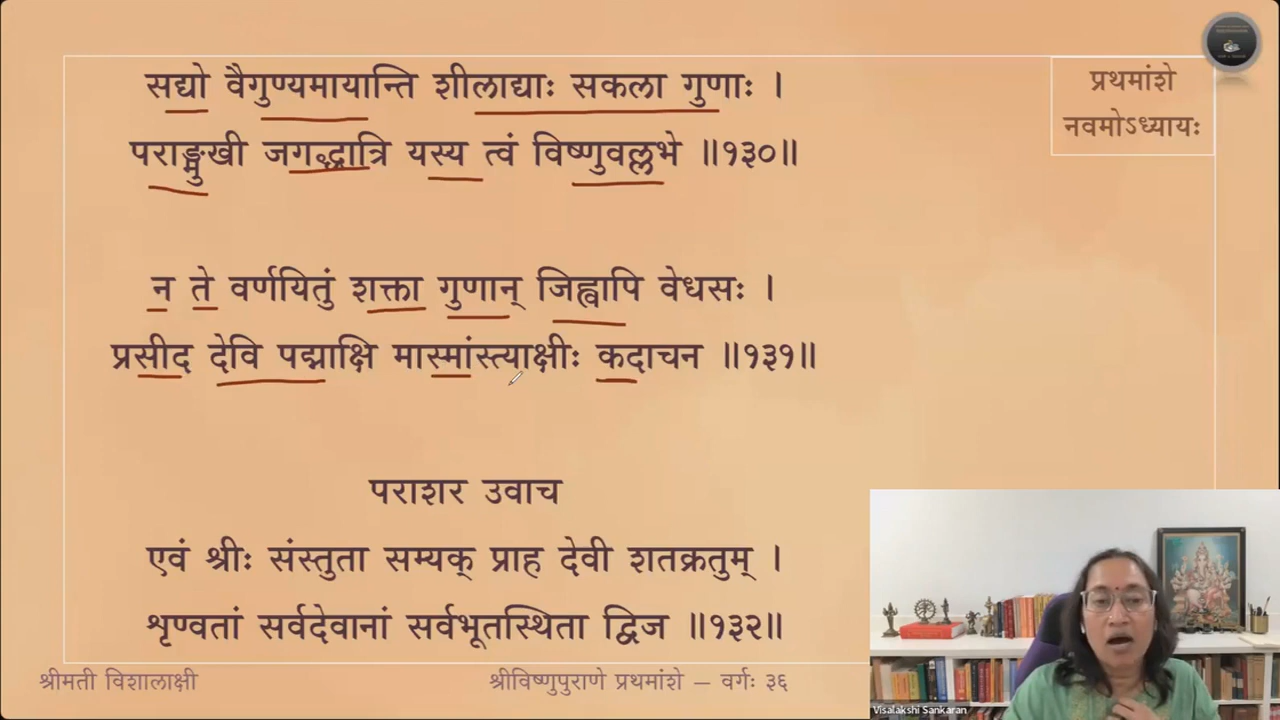 सद्यो वैगुण्यमायान्ति शीलाद्याः सकला गुणाः ।
पराङ्मुखी जगद्धात्रि यस्य त्वं विष्णुवल्लभे ॥१३०॥
प्रथमांशे
नवमोऽध्यायः
न ते वर्णयितुं शक्ता गुणान् जिह्वापि वेधसः ।
प्रसीद देवि पद्माक्षि मास्मांस्त्याक्षीः कदाचन ॥१३१॥
पराशर उवाच
एवं श्रीः संस्तुता सम्यक् प्राह देवी शतक्रतुम् ।
शृण्वतां सर्वदेवानां सर्वभूतस्थिता द्विज ॥१३२॥
श्रीमती विशालाक्षी
श्रीविष्णुपुराणे प्रथमांशे – वर्गः ३६
Visalakshi Sankaran